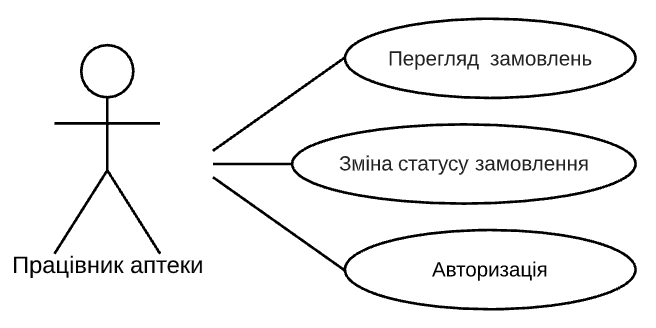 Перегляд замовлень
Зміна статусу замовлення
Працівник аптеки
Авторизація